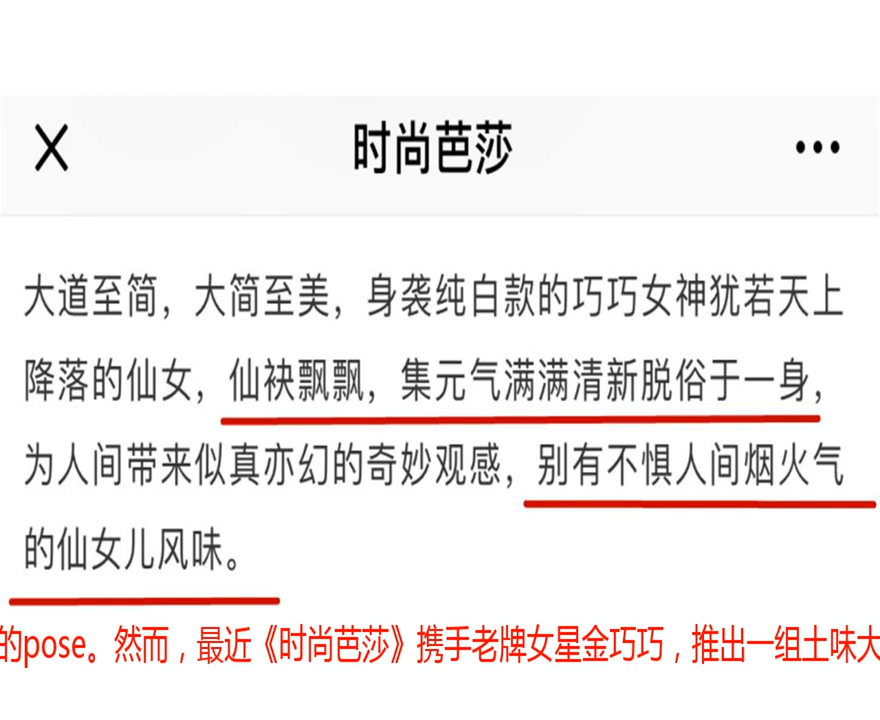 时尚芭莎
大道至简，大简至美，身袭纯白款的巧巧女神犹若天上
降落的仙女，仙袂飘飘，集元气满满清新脱俗于一身，
为人间带来似真亦幻的奇妙观感，别有不惧人间烟火气
的仙女儿风味。
的pose。然而，最近《时尚芭莎》携手老牌女星金巧巧，推出一组土味大